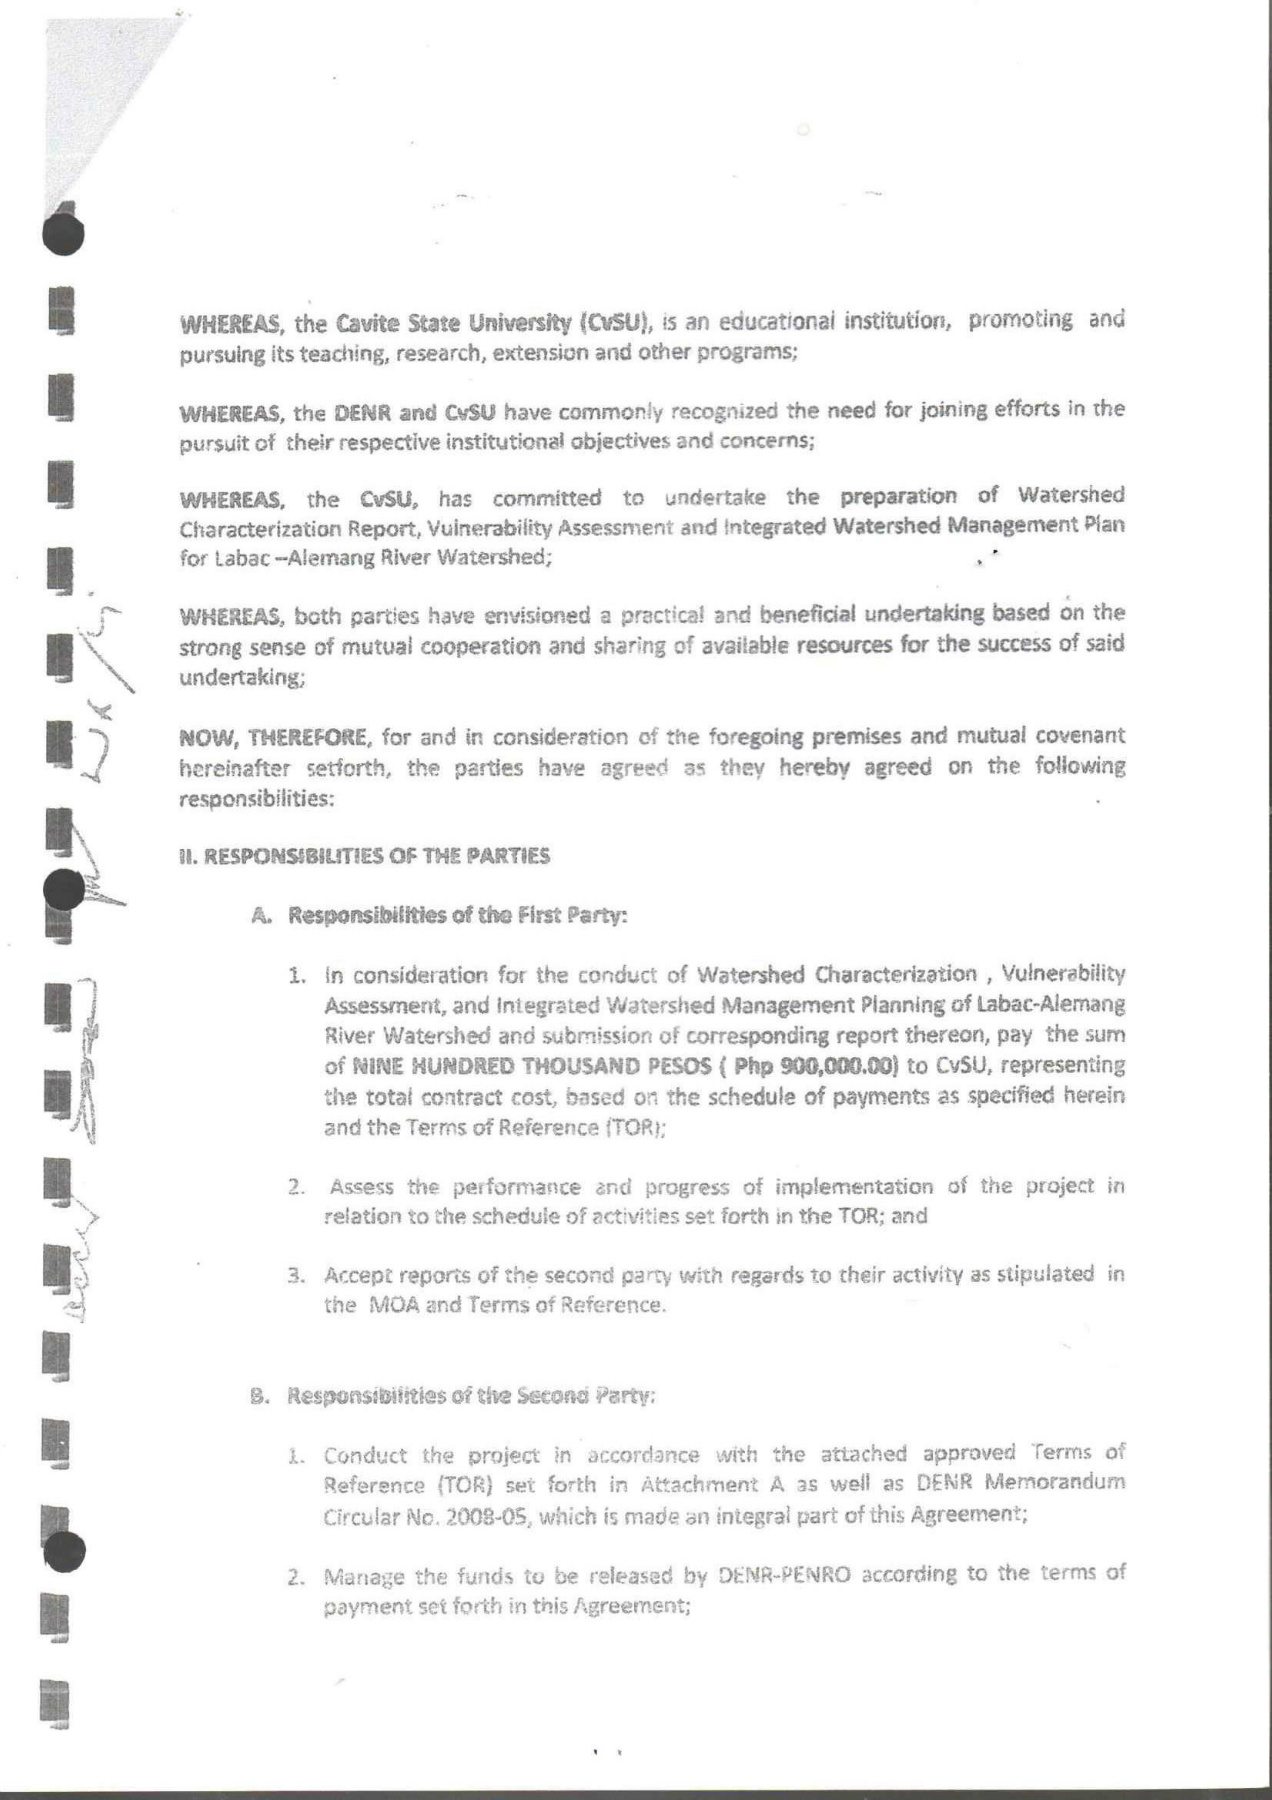 WHEREAS, the Cavite State University (CvSU), is an educational institution, promoting and
pursuing its teaching, research, extension and other programs;
WHEREAS, the DENR and CvSU have commonly recognized the need for joining efforts in the
pursuit of their respective institutional objectives and concerns;
WHEREAS, the CvSU, has committed to undertake the preparation of Watershed
Characterization Report, Vulnerability Assessment and Integrated Watershed Management Plan
for Labac –Alemang River Watershed;
WHEREAS, both parties have envisioned a practical and beneficial undertaking based on the
strong sense of mutual cooperation and sharing of available resources for the success of said
undertaking;
NOW, THEREFORE, for and in consideration of the foregoing premises and mutual covenant
hereinafter setforth, the parties have agreed as they hereby agreed on the following
responsibilities:
II. RESPONSIBILITIES OF THE PARTIES
A. Responsibilities of the First Party:
1. In consideration for the conduct of Watershed Characterization , Vulnerability
Assessment, and Integrated Watershed Management Planning of Labac-Alemang
River Watershed and submission of corresponding report thereon, pay the sum
of NINE HUNDRED THOUSAND PESOS ( Php 900,000.00) to CvSU, representing
the total contract cost, based on the schedule of payments as specified herein
and the Terms of Reference (TOR);
2. Assess the performance and progress of implementation of the project in
relation to the schedule of activities set forth in the TOR; and
3. Accept reports of the second party with regards to their activity as stipulated in
the MOA and Terms of Reference.
B. Responsibilities of the Second Party:
1. Conduct the project in accordance with the attached approved Terms of
Reference (TOR) set forth in Attachment A as well as DENR Memorandum
Circular No. 2008-05, which is made an integral part of this Agreement;
2. Manage the funds to be released by DENR-PENRO according to the terms of
payment set forth in this Agreement;